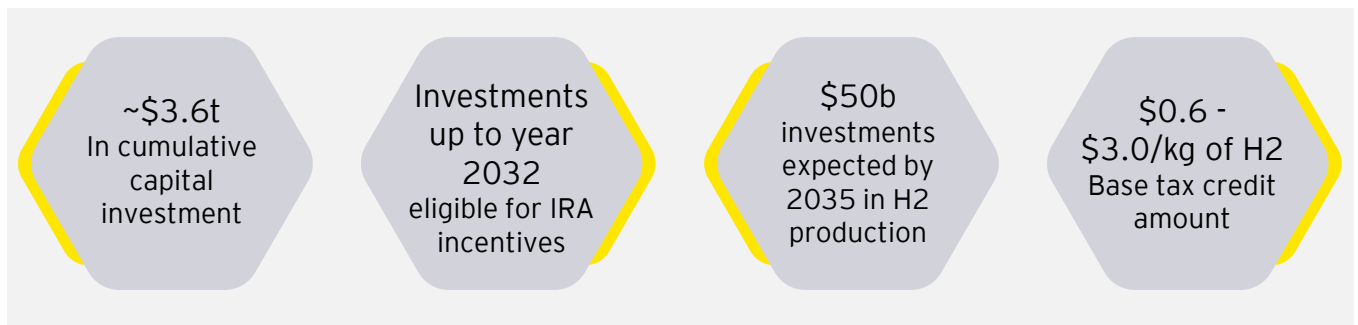 ~$3.6t
In cumulative
capital
investment
Investments
up to year
2032
eligible for IRA
incentives
$50b
investments
expected by
2035 in H2
production
$0.6 -
$3.0/kg of H2
Base tax credit
amount